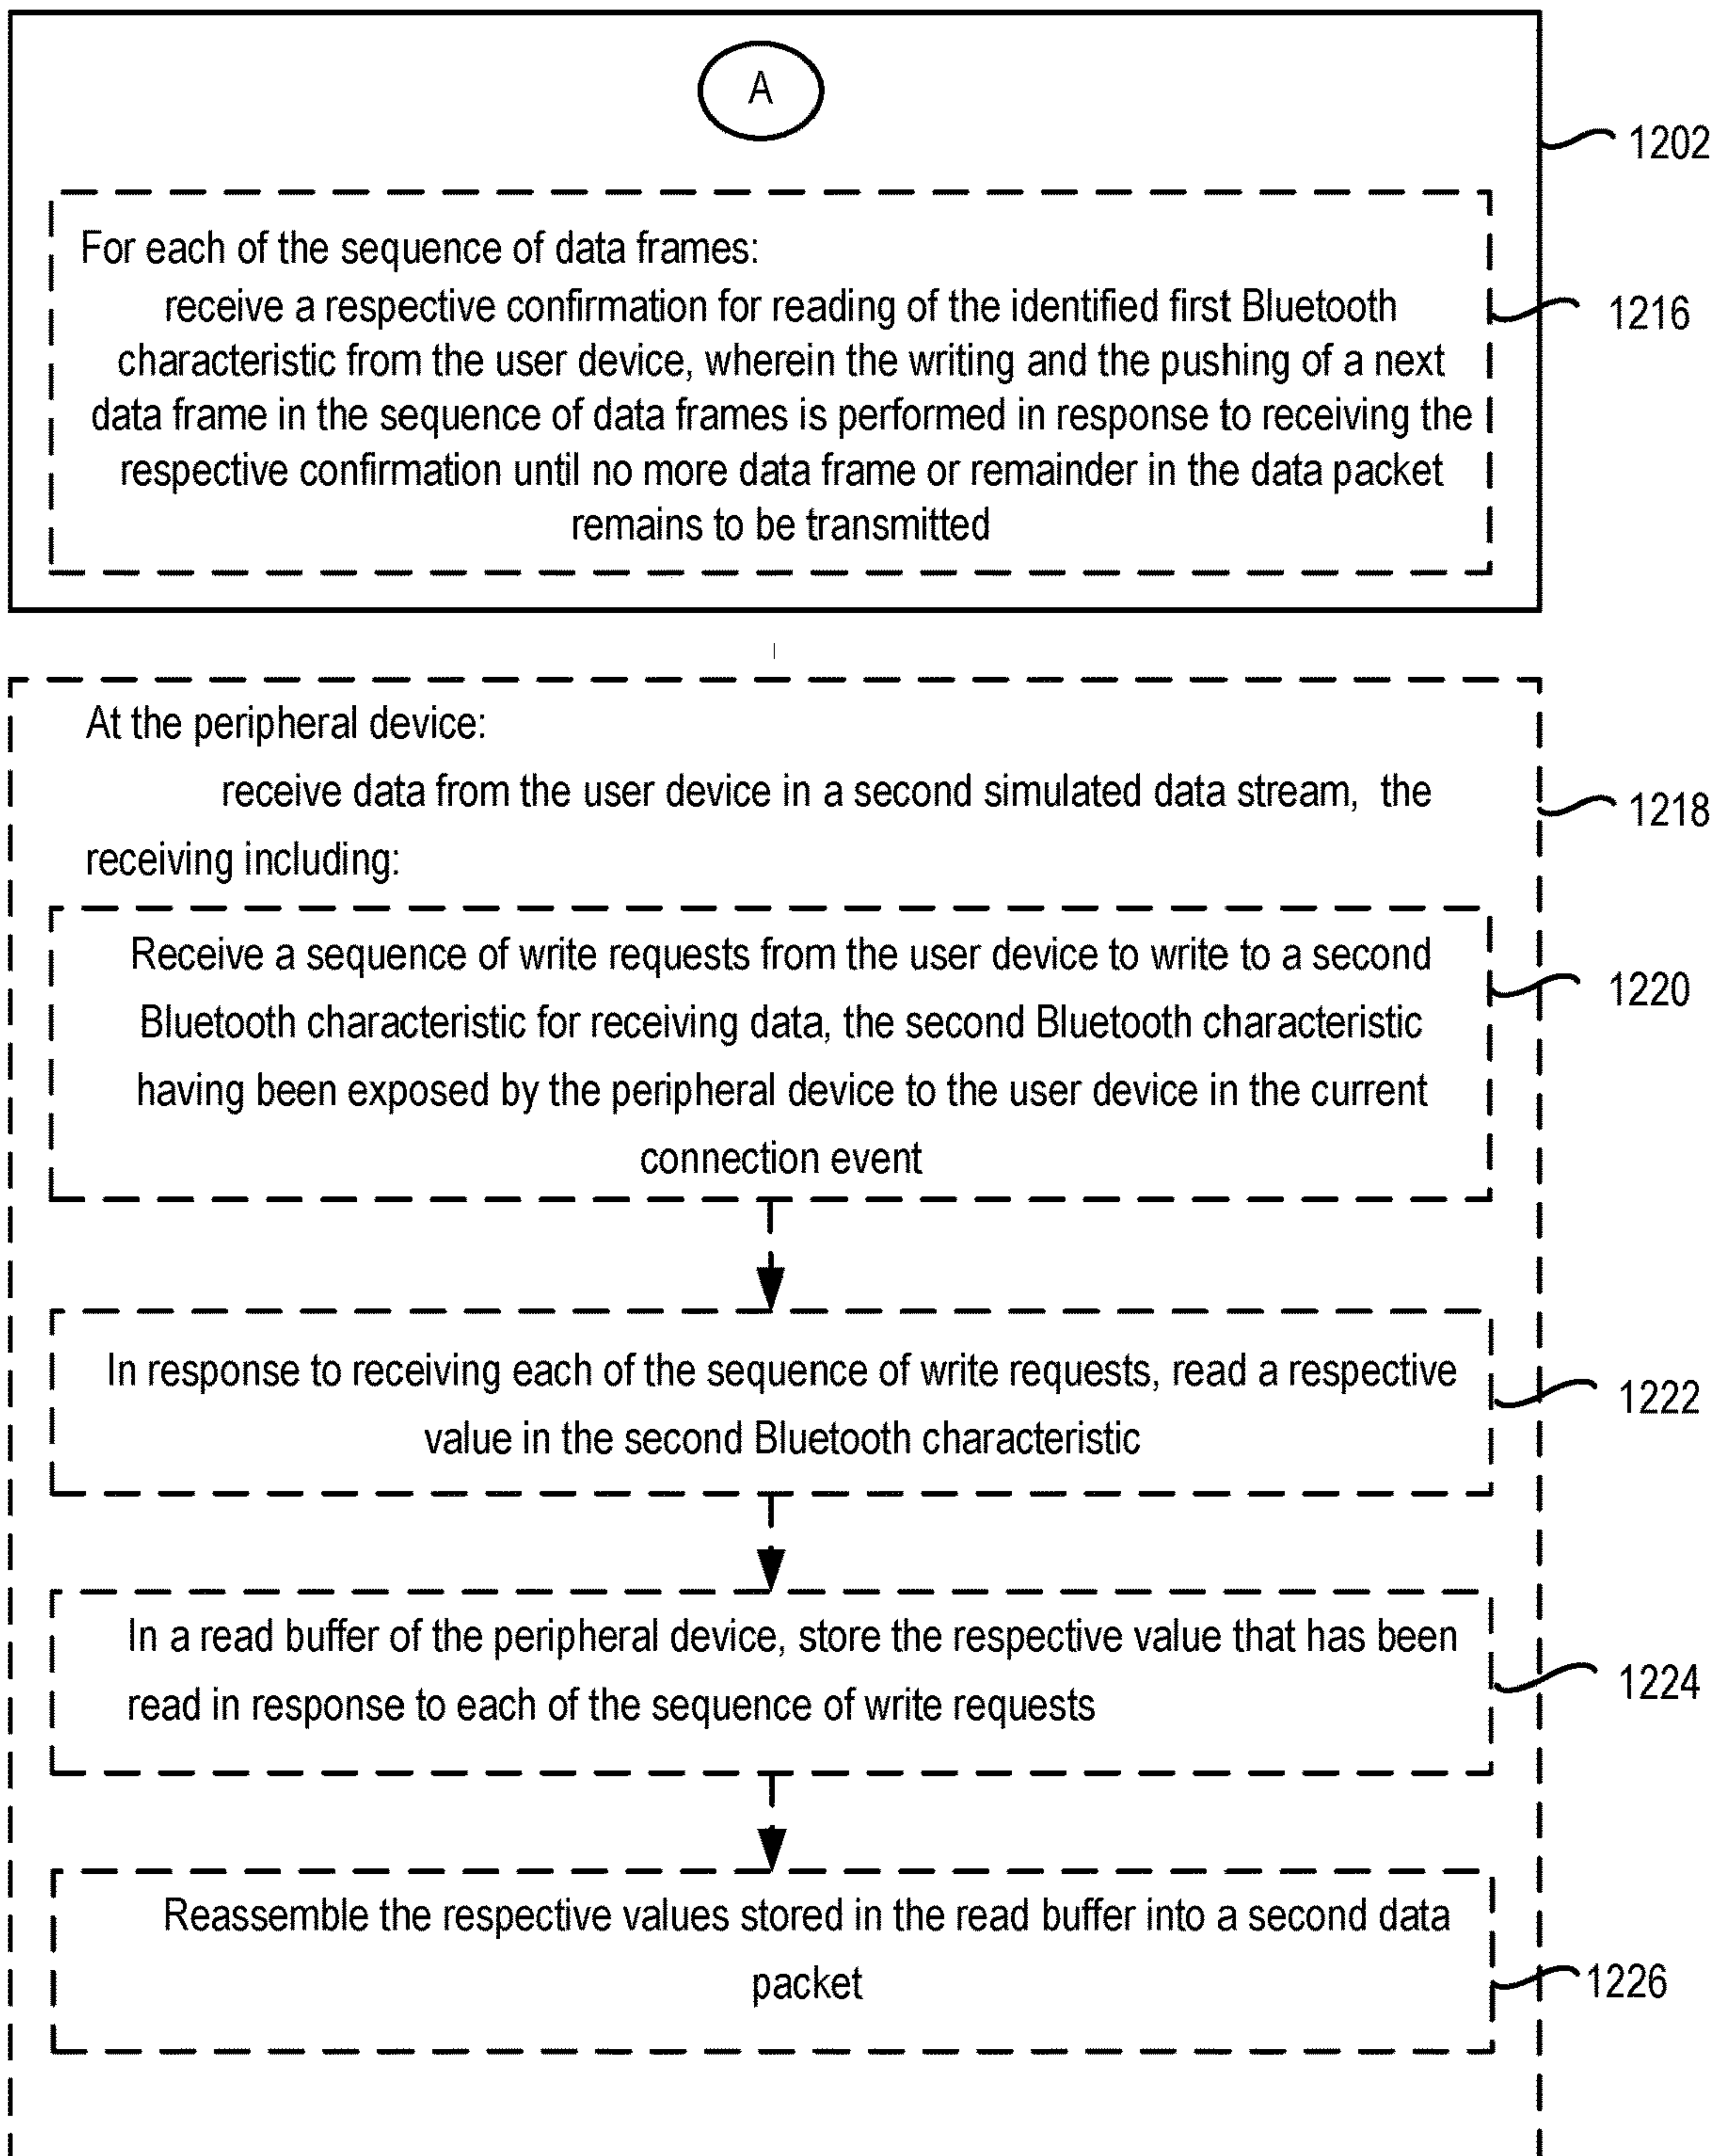 A
1202
For each of the sequence of data frames:
receive a respective confirmation for reading of the identified first Bluetooth
characteristic from the user device, wherein the writing and the pushing of a next
data frame in the sequence of data frames is performed in response to receiving the
respective confirmation until no more data frame or remainder in the data packet
remains to be transmitted
1216
At the peripheral device:
receive data from the user device in a second simulated data stream, the
receiving including:
1218
Receive a sequence of write requests from the user device to write to a second
Bluetooth characteristic for receiving data, the second Bluetooth characteristic
having been exposed by the peripheral device to the user device in the current
connection event
1220
In response to receiving each of the sequence of write requests, read a respective
value in the second Bluetooth characteristic
1222
In a read buffer of the peripheral device, store the respective value that has been
read in response to each of the sequence of write requests
1224
Reassemble the respective values stored in the read buffer into a second data
packet
1226